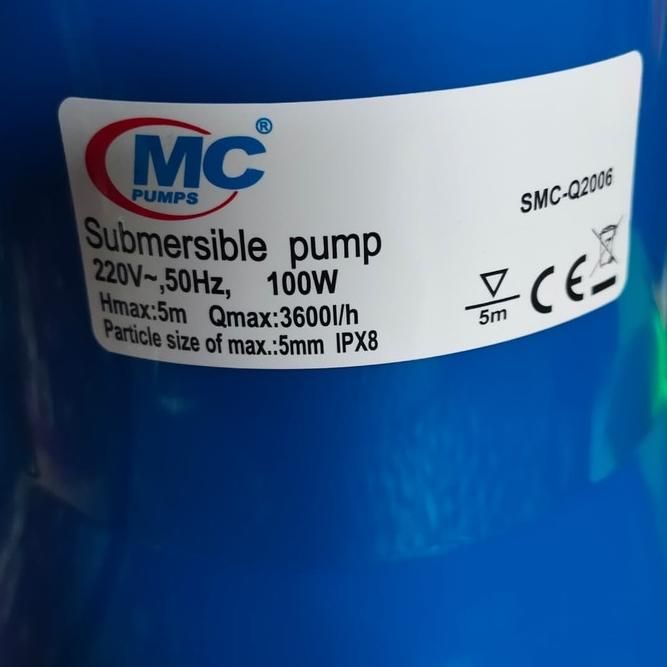 MC®
PUMPS
SMC-Q2006
Submersible pump
220V~,50Hz, 100W
Hmax:5m Qmax:3600l/h
Particle size of max.:5mm IPX8
5m
CE